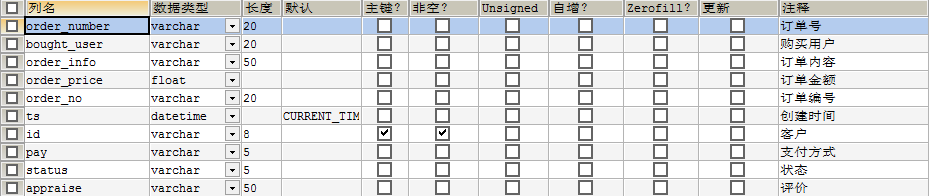 列名 数据类型 长度 默认 主键? 非空? Unsigned 自增? Zerofill? 更新 注释
order_number varchar 20 订单号
bought_user varchar 20 购买用户
order_info varchar 50 订单内容
order_price float 订单金额
order_no varchar 20 订单编号
ts datetime CURRENT_TIM 创建时间
id varchar 8 客户
pay varchar 5 支付方式
status varchar 5 状态
appraise varchar 50 评价